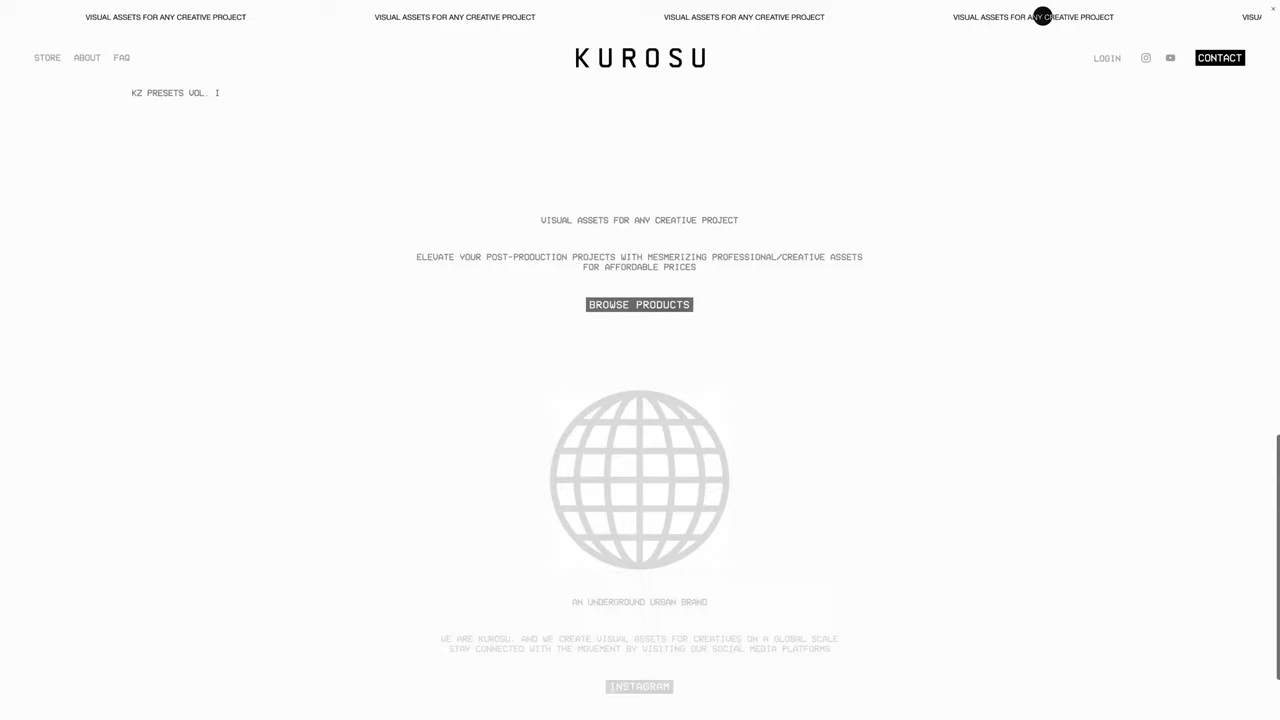 VISUAL ASSETS FOR ANY CREATIVE PROJECT VISUAL ASSETS FOR ANY CREATIVE PROJECT VISUAL ASSETS FOR ANY CREATIVE PROJECT VISUAL ASSETS FOR ANY CREATIVE PROJECT VISU
STORE ABOUT FAQ KUROSU LOGIN CONTACT
KZ PRESETS VOL. I
VISUAL ASSETS FOR ANY CREATIVE PROJECT
ELEVATE YOUR POST-PRODUCTION PROJECTS WITH MESMERIZING PROFESSIONAL/CREATIVE ASSETS
FOR AFFORDABLE PRICES
BROWSE PRODUCTS
AN UNDERGROUND URBAN BRAND
WE ARE KUROSU. AND WE CREATE VISUAL ASSETS FOR CREATIVES ON A GLOBAL SCALE
STAY CONNECTED WITH THE MOVEMENT BY VISITING OUR SOCIAL MEDIA PLATFORMS
INSTAGRAM